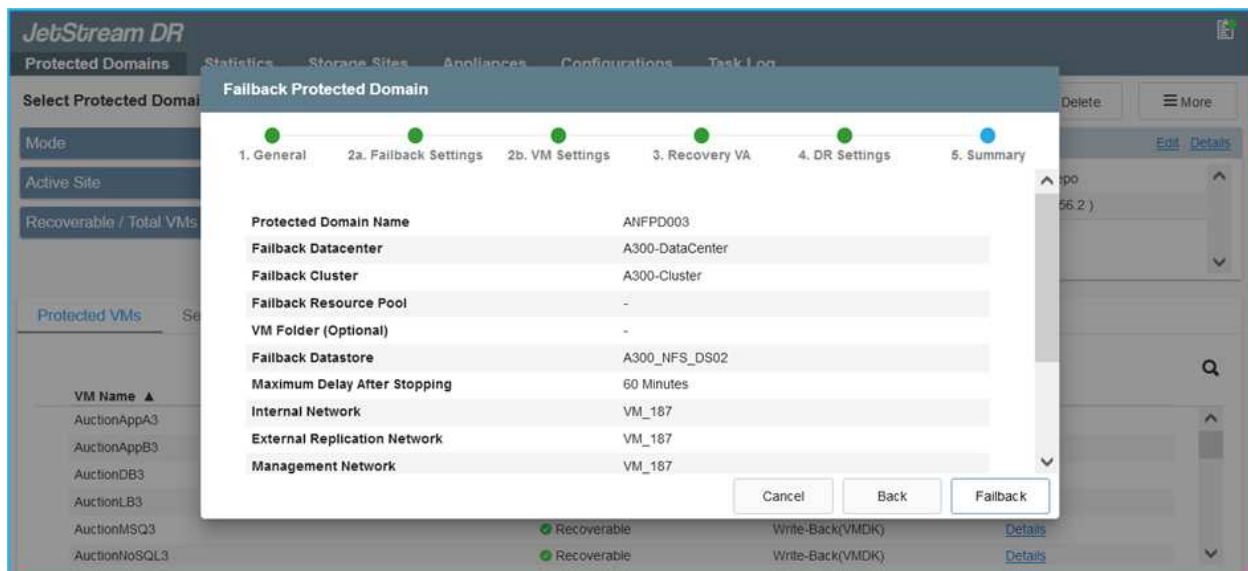 JetStream DR
Protected Domains Statistics Storage Sites Appliances Configurations Task Log
Select Protected Domai
Delete
More
Failback Protected Domain
Mode
Edit Details
Active Site
Recoverable / Total VMs
56.2 )
1. General 2a. Failback Settings 2b. VM Settings 3. Recovery VA 4. DR Settings 5. Summary
Protected Domain Name ANFPD003
Failback Datacenter A300-DataCenter
Failback Cluster A300-Cluster
Failback Resource Pool -
VM Folder (Optional) -
Failback Datastore A300_NFS_DS02
Maximum Delay After Stopping 60 Minutes
Internal Network VM_187
External Replication Network VM_187
Management Network VM_187
Cancel Back Failback
Protected VMs Se
VM Name ▲
AuctionAppA3
AuctionAppB3
AuctionDB3
AuctionLB3
AuctionMSQ3 Recoverable Write-Back(VMDK) Details
AuctionNoSQL3 Recoverable Write-Back(VMDK) Details